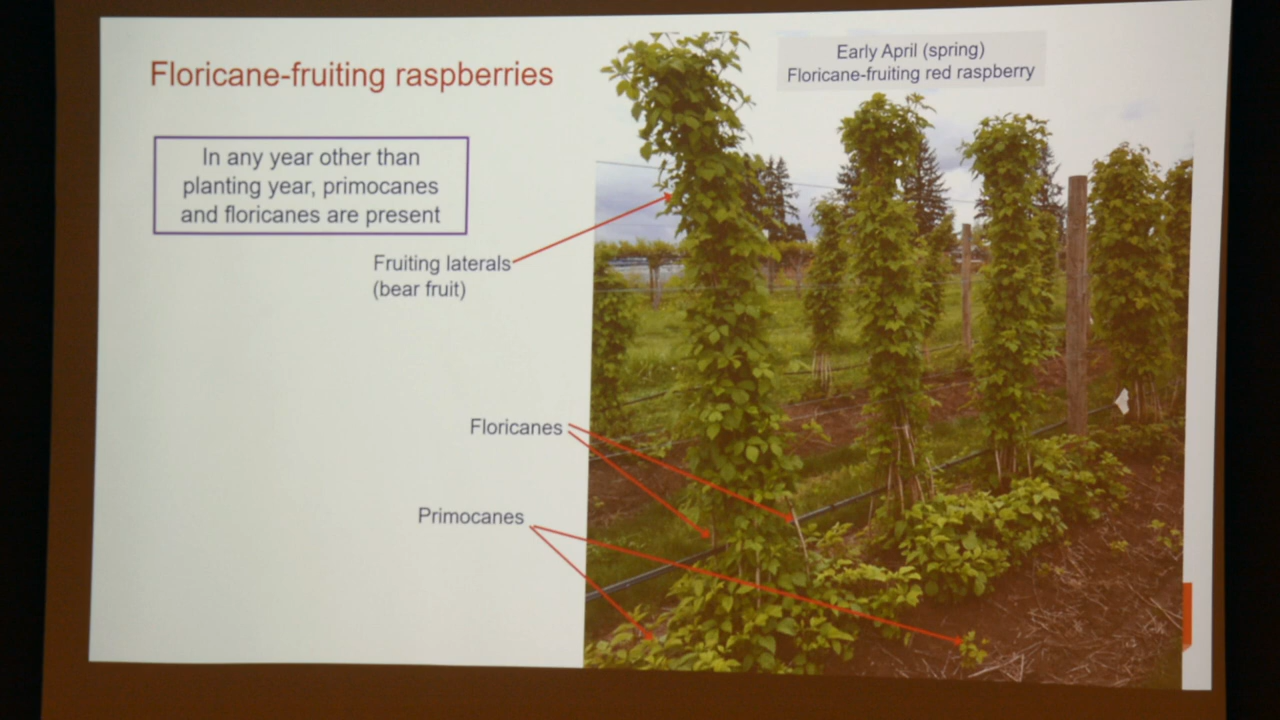 Floricane-fruiting raspberries
Early April (spring)
Floricane-fruiting red raspberry
In any year other than
planting year, primocanes
and floricanes are present
Fruiting laterals
(bear fruit)
Floricanes
Primocanes